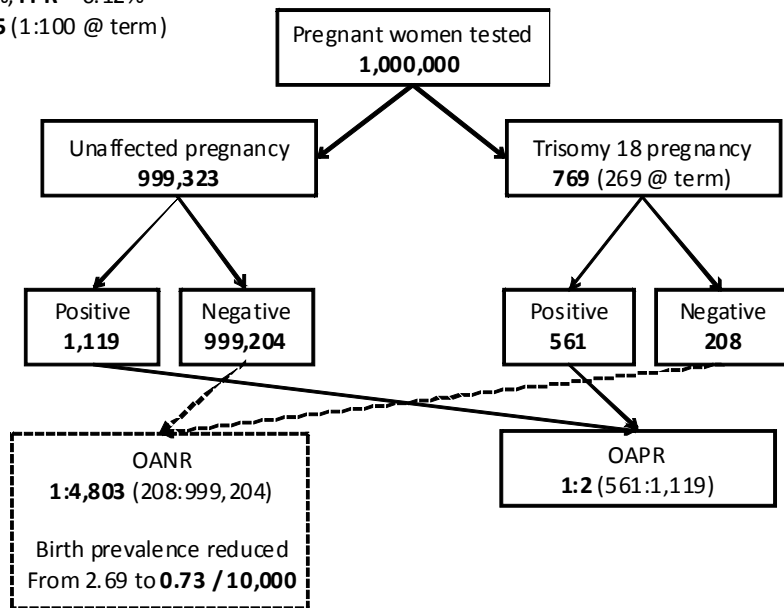 (1:100 @ term)
Pregnant women tested
1,000,000
Unaffected pregnancy
999,323
Trisomy 18 pregnancy
769 (269 @ term)
Positive
1,119
Negative
999,204
Positive
561
Negative
208
OANR
1:4,803 (208:999,204)
Birth prevalence reduced
From 2.69 to 0.73 / 10,000
OAPR
1:2 (561:1,119)